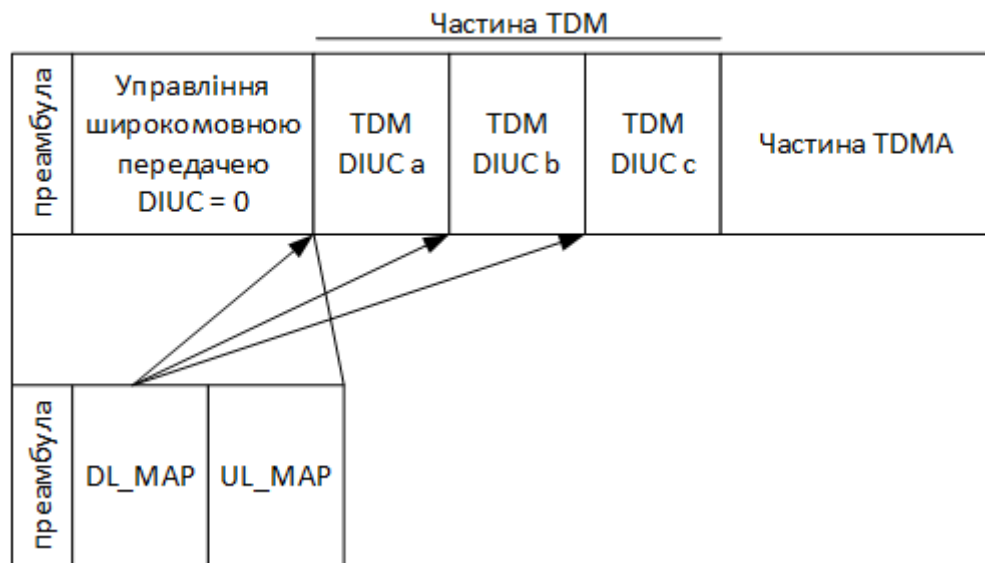 Частина TDM
преамбула
Управління
широкомовною
передачею
DIUC = 0
TDM
DIUC a
TDM
DIUC b
TDM
DIUC c
Частина TDMA
преамбула
DL_MAP
UL_MAP